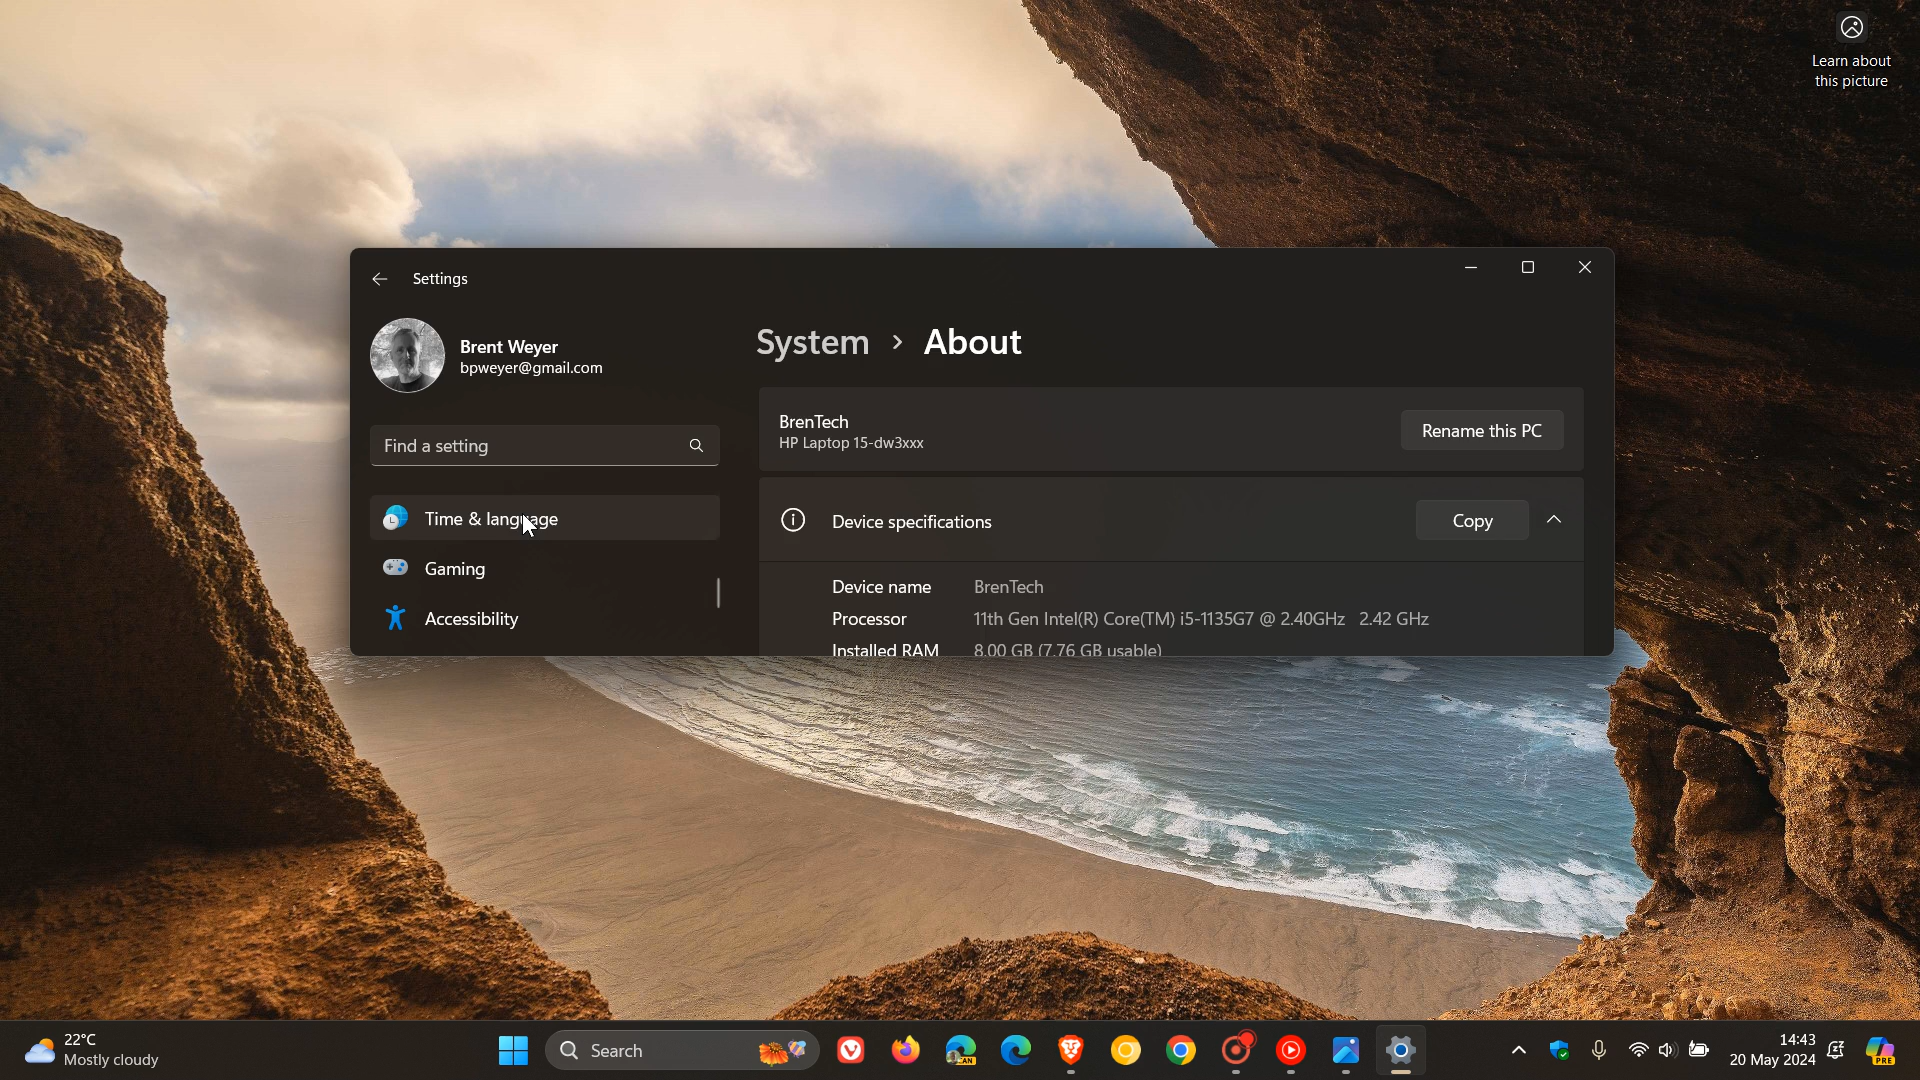 Learn about
this picture
Settings
Brent Weyer
bpweyer@gmail.com
Find a setting
Time & language
Gaming
Accessibility
System > About
BrenTech
HP Laptop 15-dw3xxx
Rename this PC
Device specifications
Copy
Device name BrenTech
Processor 11th Gen Intel(R) Core(TM) i5-1135G7 @ 2.40GHz 2.42 GHz
Installed RAM 8.00 GB (7.76 GB usable)
22°C
Mostly cloudy
Search
CAN
14:43
20 May 2024
PRE